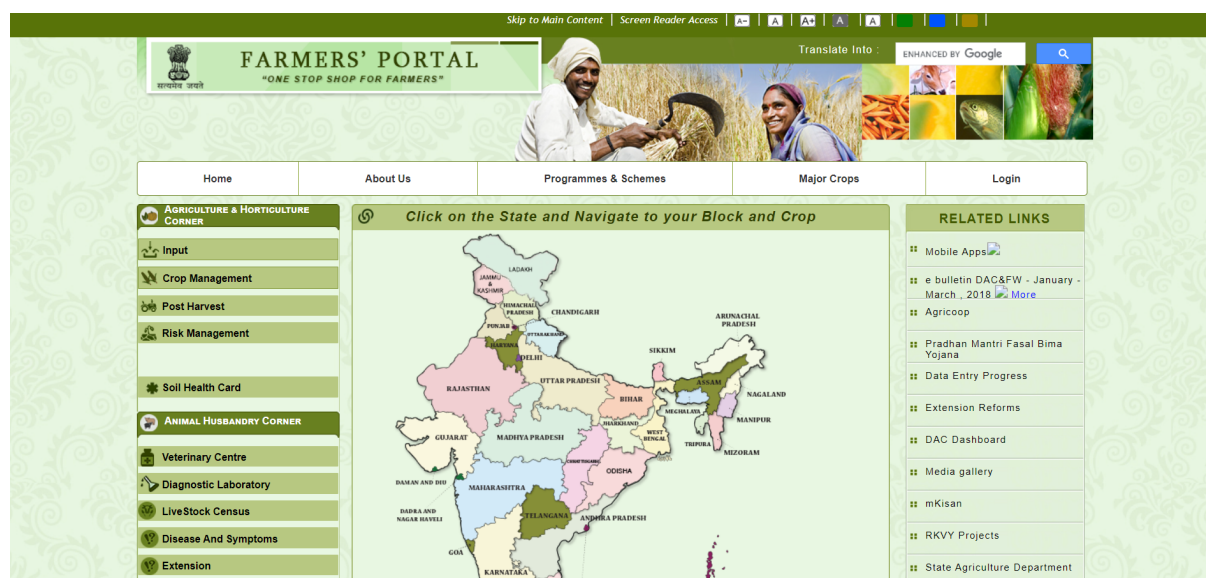 Skip to Main Content | Screen Reader Access | A- | A | A+ | A | A |
FARMERS' PORTAL
"ONE STOP SHOP FOR FARMERS"
सत्यमेव जयते
Translate Into :
ENHANCED BY Google
Home
About Us
Programmes & Schemes
Major Crops
Login
AGRICULTURE & HORTICULTURE
CORNER
Input
Crop Management
Post Harvest
Risk Management
Soil Health Card
ANIMAL HUSBANDRY CORNER
Veterinary Centre
Diagnostic Laboratory
LiveStock Census
Disease And Symptoms
Extension
Click on the State and Navigate to your Block and Crop
LADAKH
JAMMU
&
KASHMIR
HIMACHAL
PRADESH
CHANDIGARH
PUNJAB
UTTARAKHAND
HARYANA
DELHI
ARUNACHAL
PRADESH
SIKKIM
RAJASTHAN
UTTAR PRADESH
BIHAR
ASSAM
NAGALAND
MEGHALAYA
MANIPUR
JHARKHAND
WEST
BENGAL
TRIPURA
MIZORAM
GUJARAT
MADHYA PRADESH
CHHATTISGARH
ODISHA
DAMAN AND DIU
MAHARASHTRA
DADRA AND
NAGAR HAVELI
TELANGANA
ANDHRA PRADESH
GOA
KARNATAKA
RELATED LINKS
Mobile Apps
e bulletin DAC&FW - January -
March , 2018 More
Agricoop
Pradhan Mantri Fasal Bima
Yojana
Data Entry Progress
Extension Reforms
DAC Dashboard
Media gallery
mKisan
RKVY Projects
State Agriculture Department